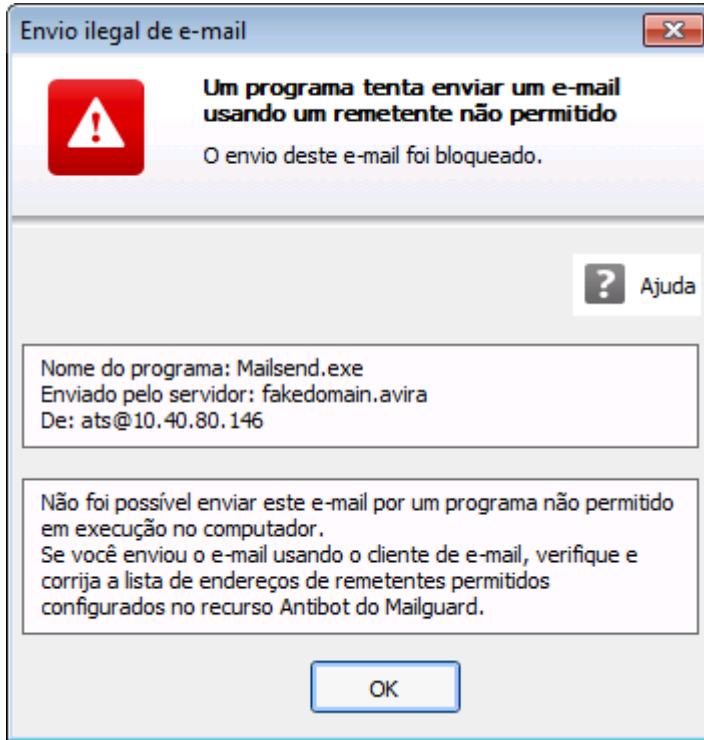 Envio ilegal de e-mail
Um programa tenta enviar um e-mail
usando um remetente não permitido
O envio deste e-mail foi bloqueado.
? Ajuda
Nome do programa: Mailsend.exe
Enviado pelo servidor: fakedomain.avira
De: ats@10.40.80.146
Não foi possível enviar este e-mail por um programa não permitido
em execução no computador.
Se você enviou o e-mail usando o cliente de e-mail, verifique e
corrija a lista de endereços de remetentes permitidos
configurados no recurso Antibot do Mailguard.
OK